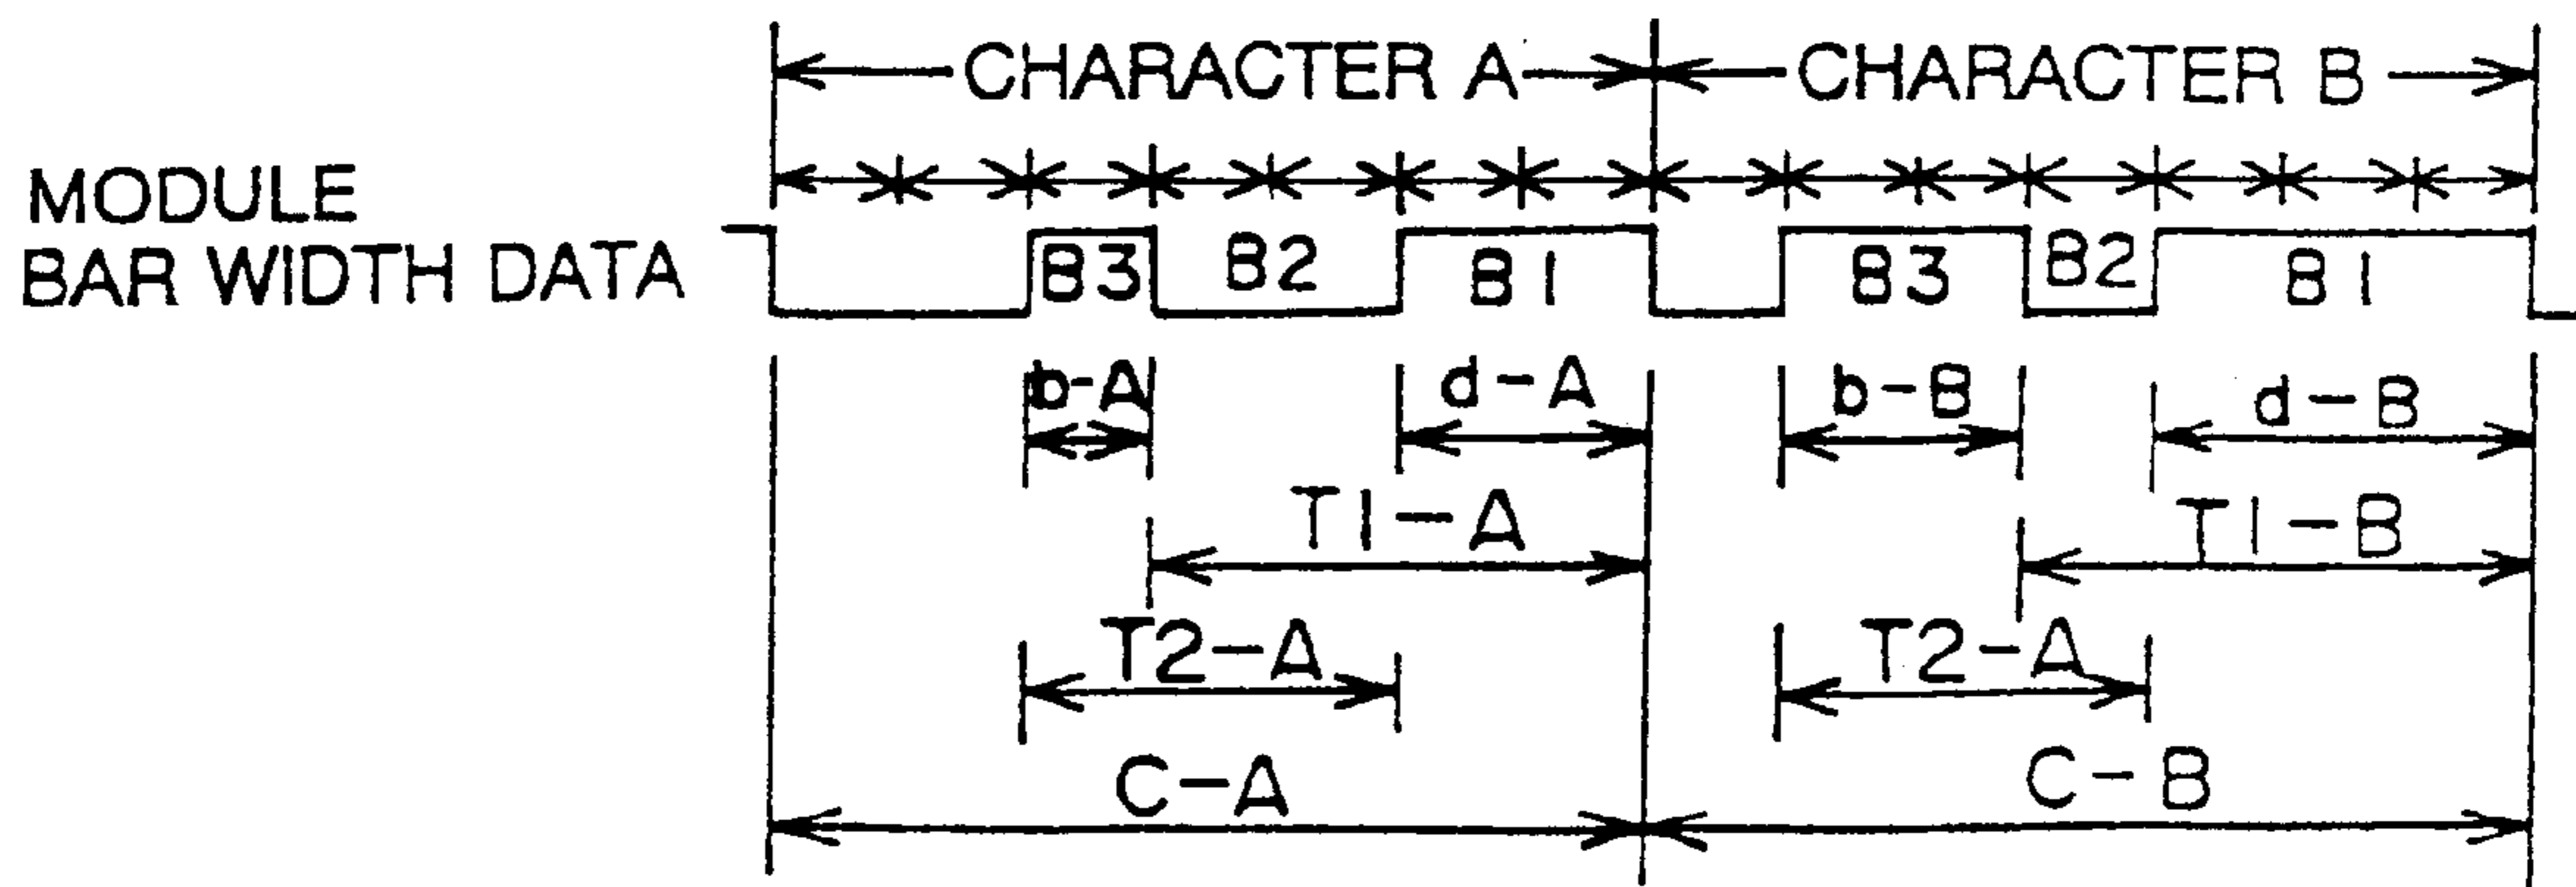 CHARACTER A CHARACTER B
MODULE
BAR WIDTH DATA B3 B2 B1 B3 B2 B1
b-A d-A b-B d-B
T1-A T1-B
T2-A T2-A
C-A C-B